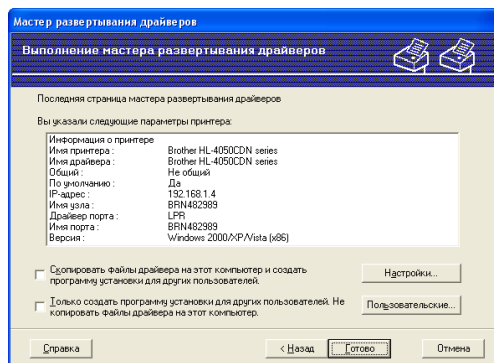 Мастер развертывания драйверов
Выполнение мастера развертывания драйверов
Последняя страница мастера развертывания драйверов
Вы указали следующие параметры принтера:
Информация о принтере
Имя принтера : Brother HL-4050CDN series
Имя драйвера : Brother HL-4050CDN series
Общий : Не общий
По умолчанию : Да
IP-адрес : 192.168.1.4
Имя узла : BRN482989
Драйвер порта : LPR
Имя порта : BRN482989
Версия : Windows 2000/XP/Vista (x86)
Скопировать файлы драйвера на этот компьютер и создать
программу установки для других пользователей.
Настройки...
Только создать программу установки для других пользователей. Не
копировать файлы драйвера на этот компьютер.
Пользовательские...
Справка
< Назад
Готово
Отмена